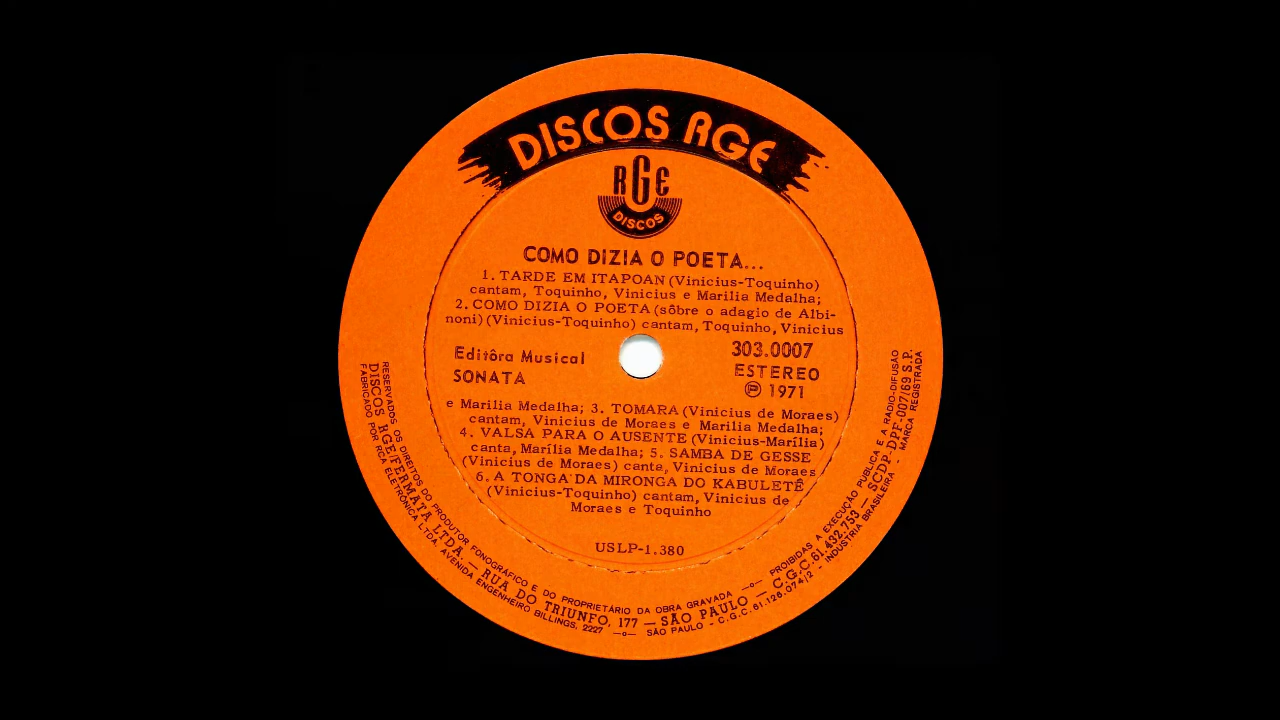 DISCOS RGE
RGE
DISCOS
COMO DIZIA O POETA...
1. TARDE EM ITAPOAN (Vinicius-Toquinho)
cantam, Toquinho, Vinicius e Marilia Medalha;
2. COMO DIZIA O POETA (sôbre o adagio de Albi-
noni) (Vinicius-Toquinho) cantam, Toquinho, Vinicius
Editôra Musical
SONATA
303.0007
ESTEREO
℗ 1971
e Marilia Medalha; 3. TOMARA (Vinicius de Moraes)
cantam, Vinicius de Moraes e Marilia Medalha;
4. VALSA PARA O AUSENTE (Vinicius-Marília)
canta, Marília Medalha; 5. SAMBA DE GESSE
(Vinicius de Moraes) canta, Vinicius de Moraes
6. A TONGA DA MIRONGA DO KABULETÊ
(Vinicius-Toquinho) cantam, Vinicius de
Moraes e Toquinho
USLP-1.380
RESERVADOS OS DIREITOS DO PRODUTOR FONOGRÁFICO E DO PROPRIETÁRIO DA OBRA GRAVADA —o— PROIBIDAS A EXECUÇÃO PUBLICA E A RADIO-DIFUSÃO
DISCOS RGE/FERMATA LTDA. — RUA DO TRIUNFO, 177 — SÃO PAULO — C.G.C. 61.432.753 — SCDP-DPF-007/69 S.P.
FABRICADO POR RCA ELETRÔNICA LTDA. AVENIDA ENGENHEIRO BILLINGS, 2227 —o— SÃO PAULO - C.G.C. 61.126.074/2 - INDUSTRIA BRASILEIRA - MARCA REGISTRADA